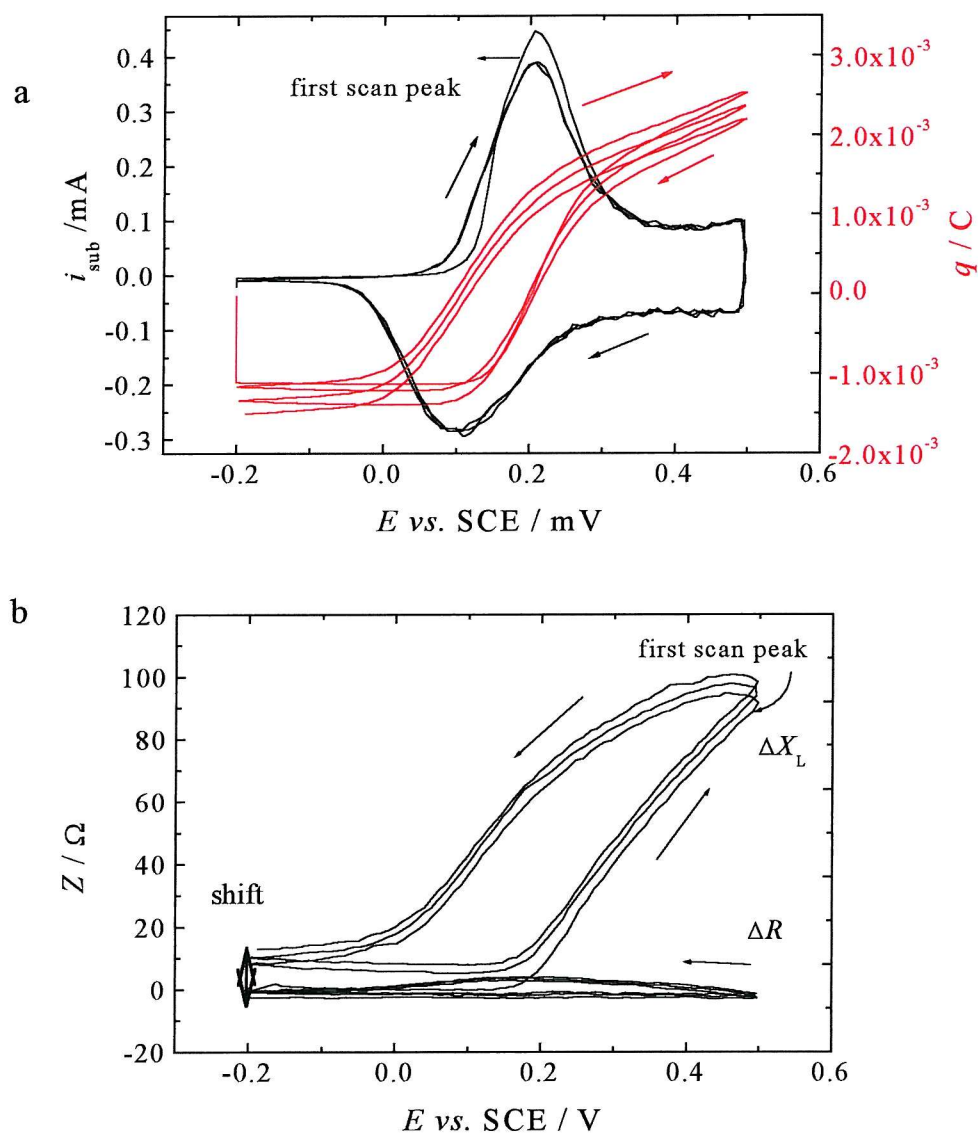 a
first scan peak
i sub /mA
0.4
0.3
0.2
0.1
0.0
-0.1
-0.2
-0.3
3.0x10⁻³
2.0x10⁻³
1.0x10⁻³
0.0
-1.0x10⁻³
-2.0x10⁻³
q / C
-0.2 0.0 0.2 0.4 0.6
E vs. SCE / mV
b
120
100
80
60
40
20
0
-20
Z / Ω
first scan peak
ΔX_L
shift
ΔR
-0.2 0.0 0.2 0.4 0.6
E vs. SCE / V